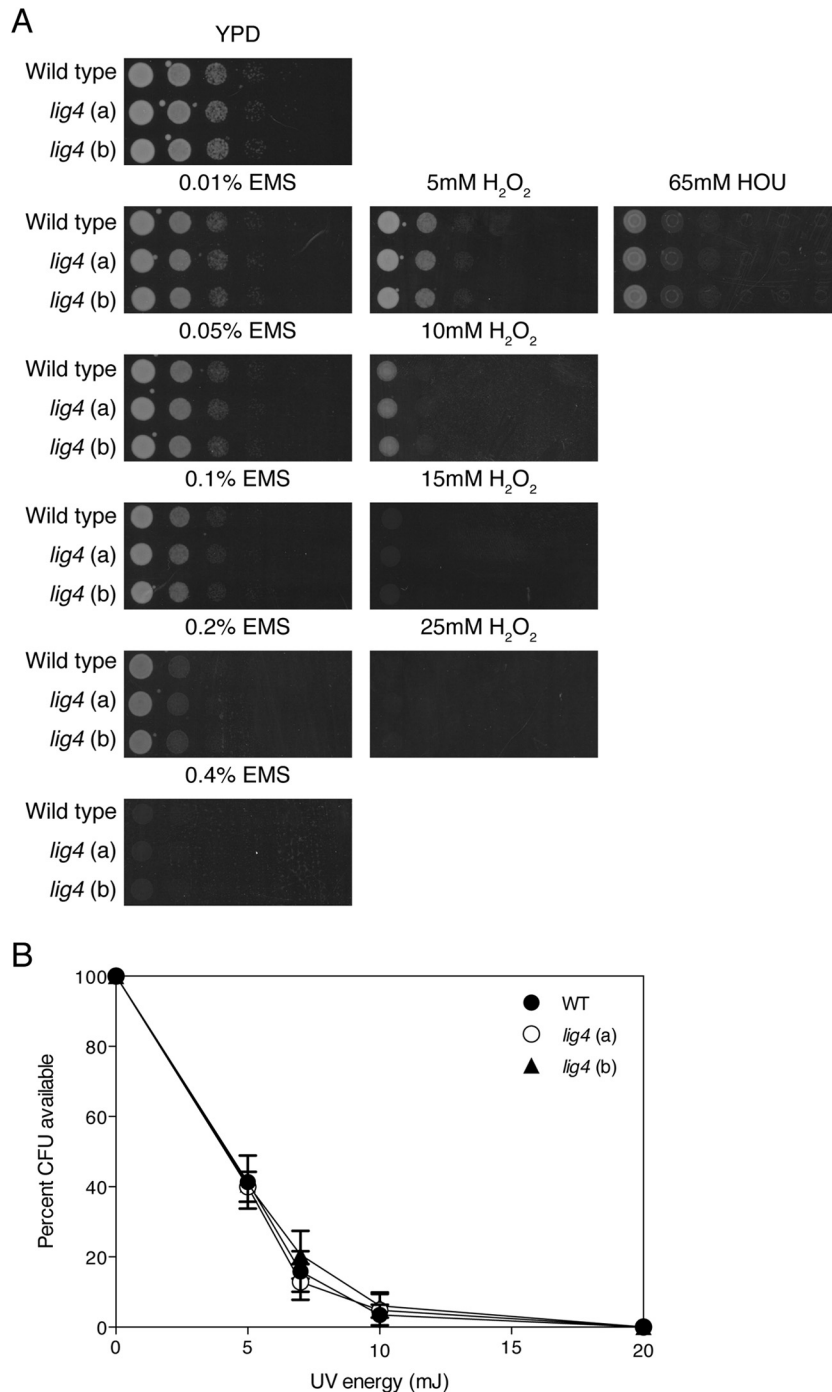 A
YPD
Wild type
lig4 (a)
lig4 (b)
0.01% EMS 5mM H₂O₂ 65mM HOU
Wild type
lig4 (a)
lig4 (b)
0.05% EMS 10mM H₂O₂
Wild type
lig4 (a)
lig4 (b)
0.1% EMS 15mM H₂O₂
Wild type
lig4 (a)
lig4 (b)
0.2% EMS 25mM H₂O₂
Wild type
lig4 (a)
lig4 (b)
0.4% EMS
Wild type
lig4 (a)
lig4 (b)
B
Percent CFU available
100
80
60
40
20
0
WT
lig4 (a)
lig4 (b)
0 5 10 15 20
UV energy (mJ)